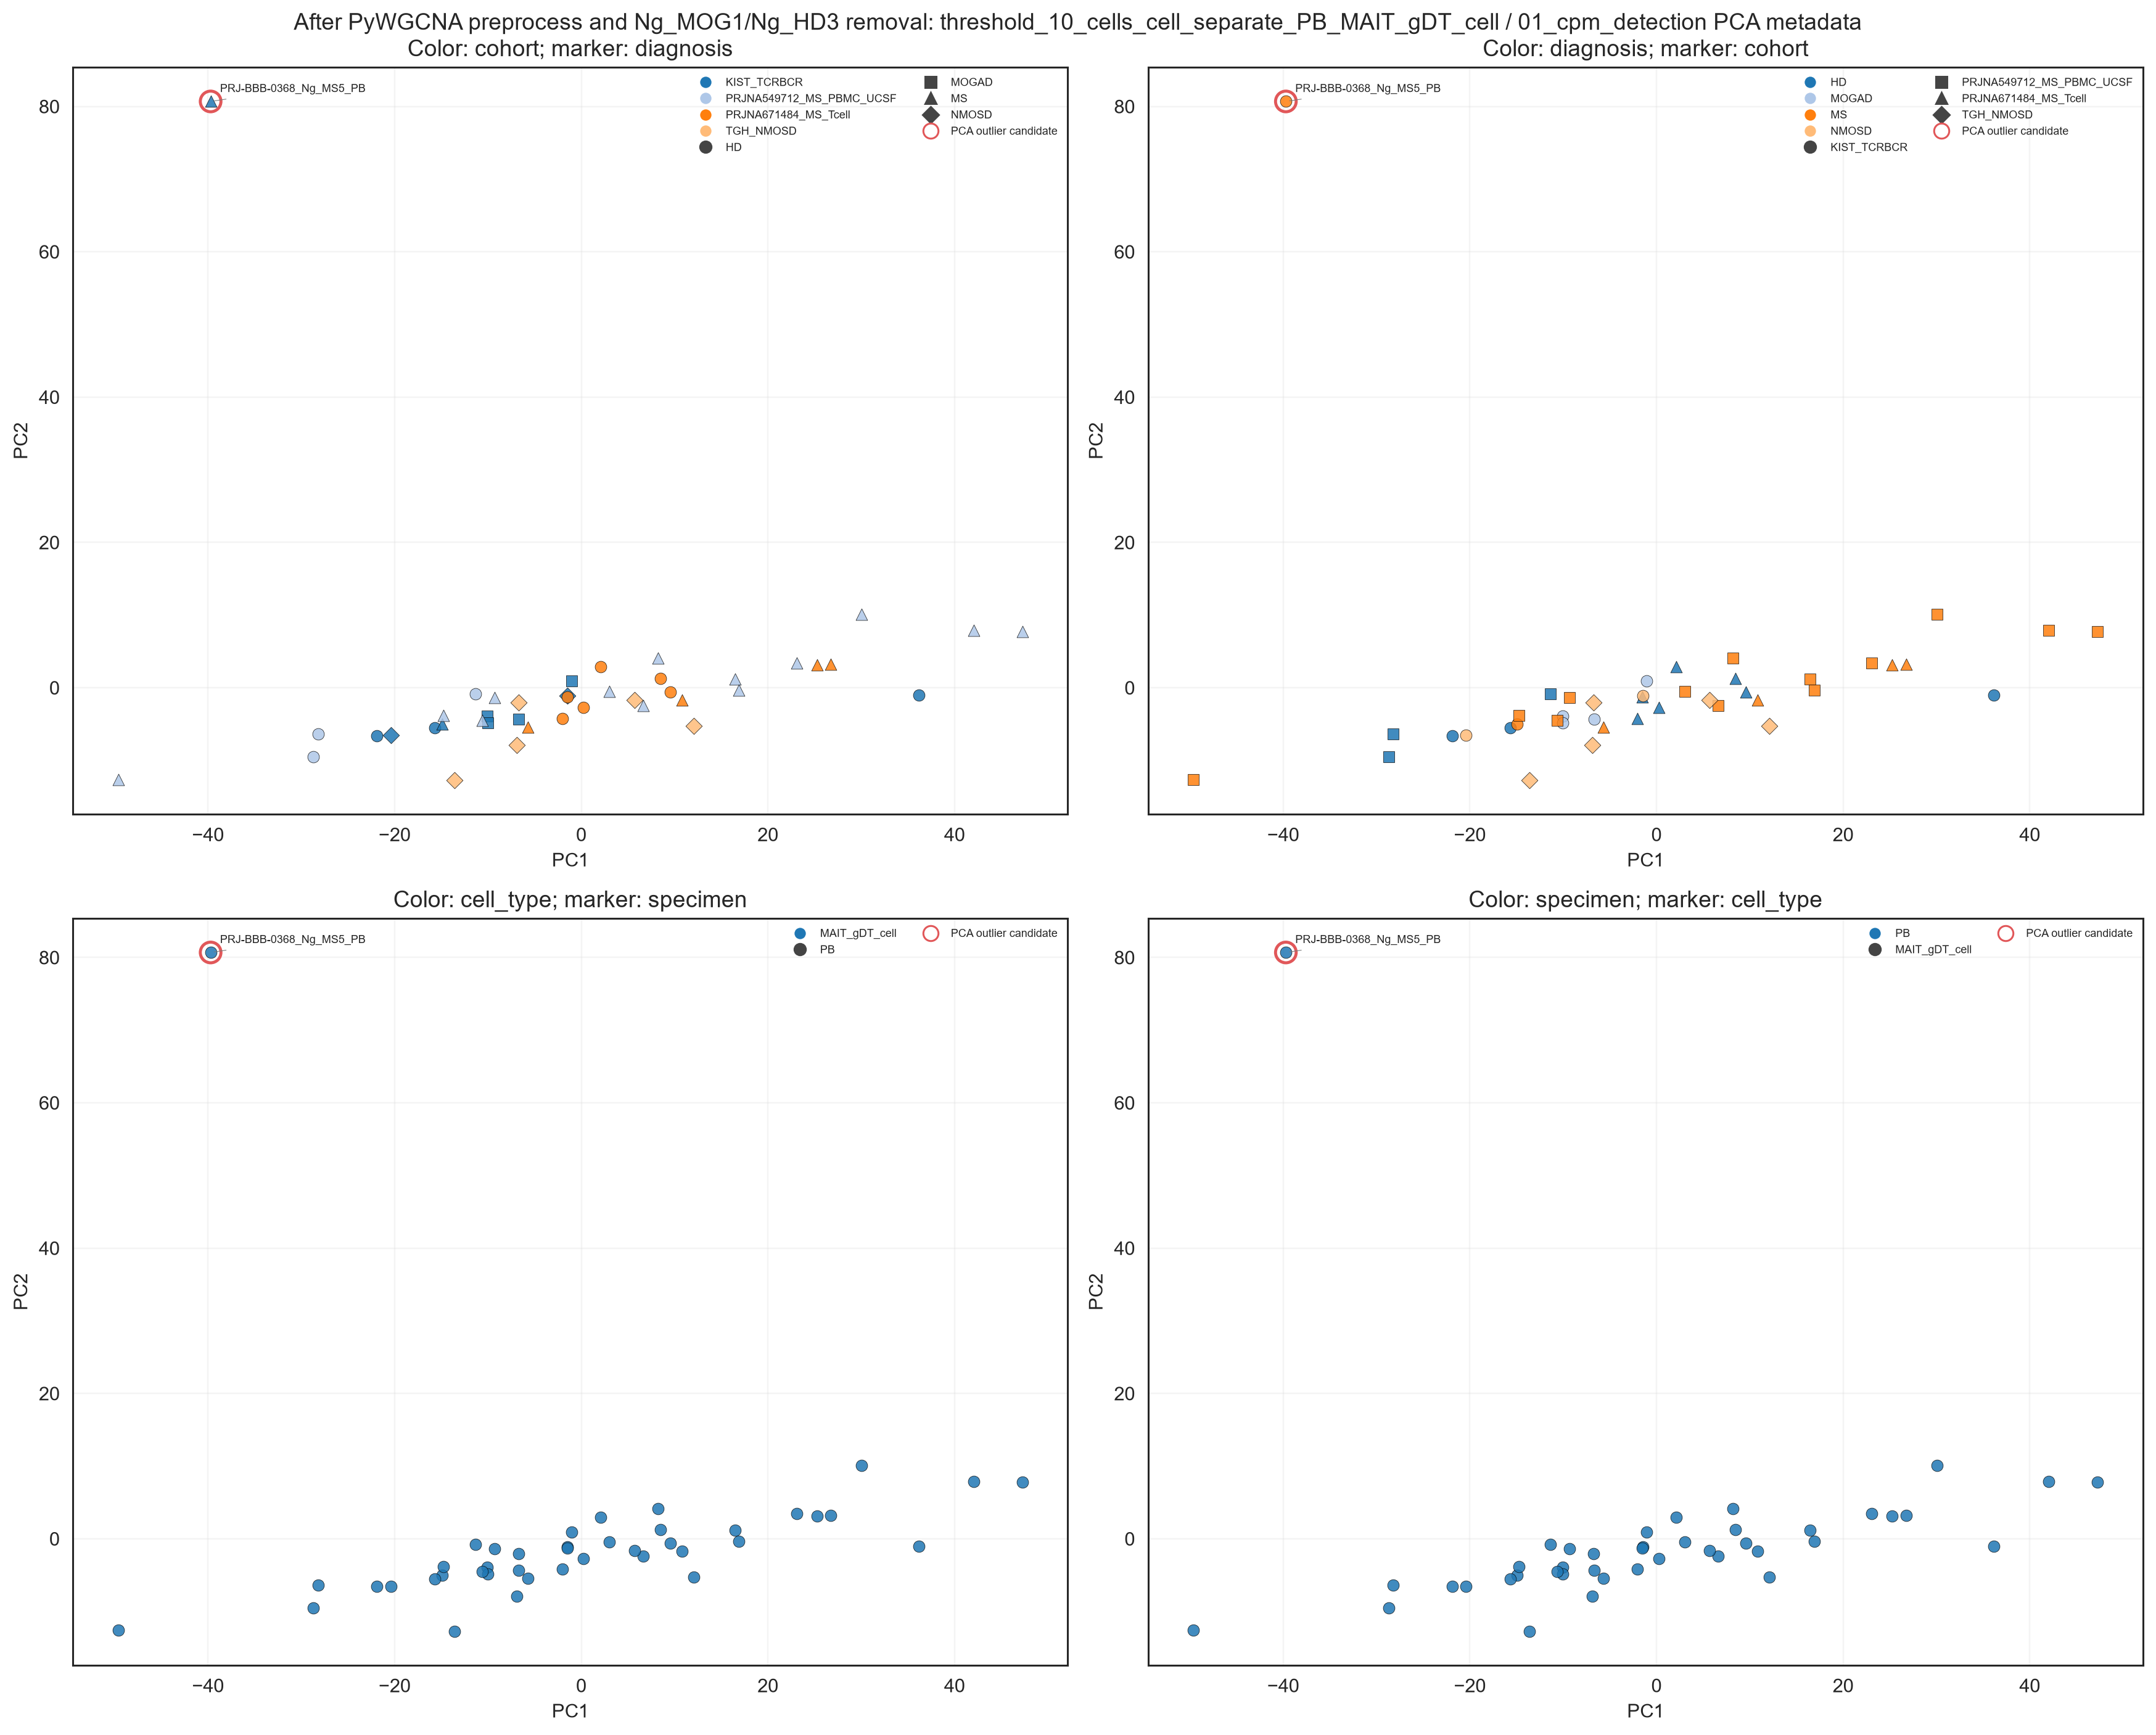 After PyWGCNA preprocess and Ng_MOG1/Ng_HD3 removal: threshold_10_cells_cell_separate_PB_MAIT_gDT_cell / 01_cpm_detection PCA metadata
Color: cohort; marker: diagnosis
PRJ-BBB-0368_Ng_MS5_PB
KIST_TCRBCR
PRJNA549712_MS_PBMC_UCSF
PRJNA671484_MS_Tcell
TGH_NMOSD
HD
MOGAD
MS
NMOSD
PCA outlier candidate
80
60
40
20
0
PC2
−40
−20
0
20
40
PC1
Color: diagnosis; marker: cohort
PRJ-BBB-0368_Ng_MS5_PB
HD
MOGAD
MS
NMOSD
KIST_TCRBCR
PRJNA549712_MS_PBMC_UCSF
PRJNA671484_MS_Tcell
TGH_NMOSD
PCA outlier candidate
80
60
40
20
0
PC2
−40
−20
0
20
40
PC1
Color: cell_type; marker: specimen
PRJ-BBB-0368_Ng_MS5_PB
MAIT_gDT_cell
PB
PCA outlier candidate
80
60
40
20
0
PC2
−40
−20
0
20
40
PC1
Color: specimen; marker: cell_type
PRJ-BBB-0368_Ng_MS5_PB
PB
MAIT_gDT_cell
PCA outlier candidate
80
60
40
20
0
PC2
−40
−20
0
20
40
PC1